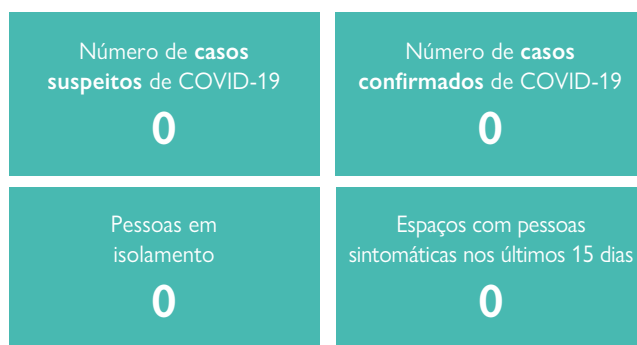 Número de casos
suspeitos de COVID-19
0
Número de casos
confirmados de COVID-19
0
Pessoas em
isolamento
0
Espaços com pessoas
sintomáticas nos últimos 15 dias
0